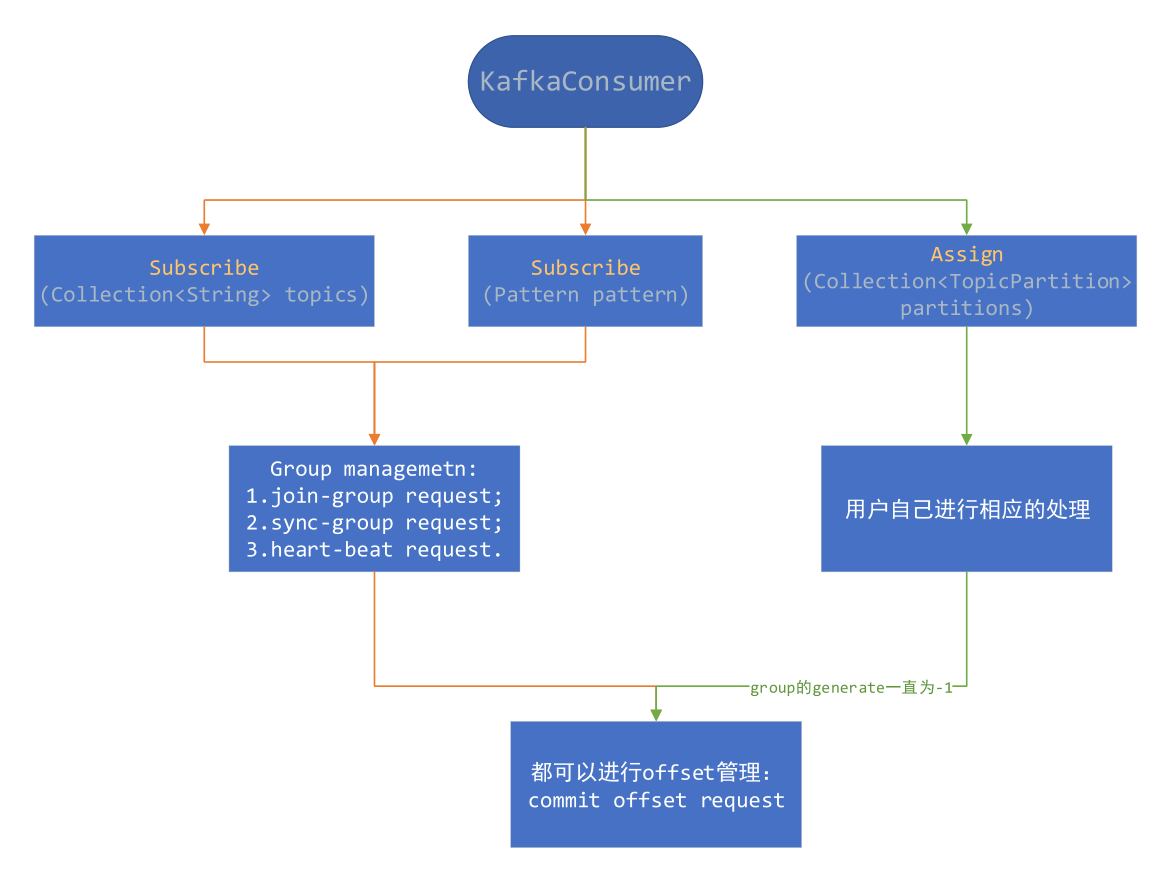 KafkaConsumer
Subscribe
(Collection<String> topics)
Subscribe
(Pattern pattern)
Assign
(Collection<TopicPartition>
partitions)
Group managemetn:
1.join-group request;
2.sync-group request;
3.heart-beat request.
用户自己进行相应的处理
group的generate一直为-1
都可以进行offset管理:
commit offset request